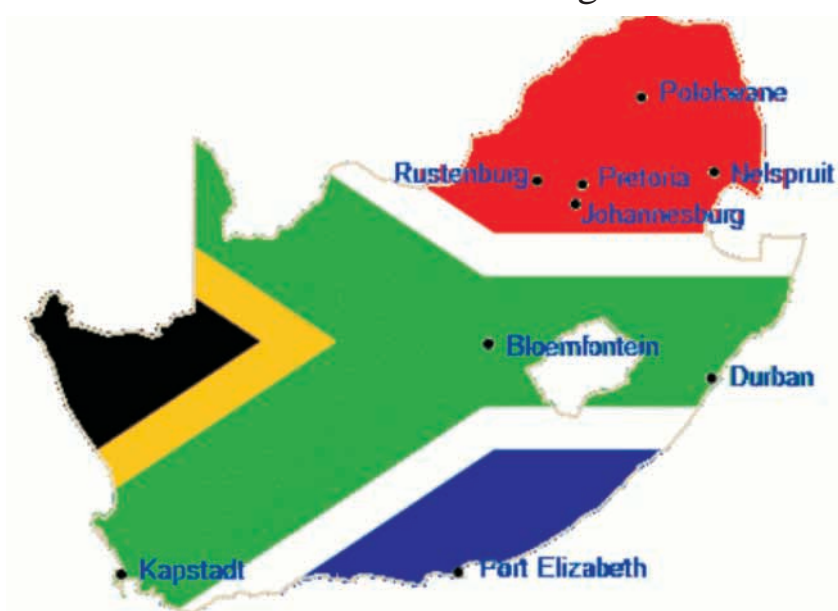 Polokwane
Rustenburg
Pretoria
Nelspruit
Johannesburg
Bloemfontein
Durban
Kapstadt
Port Elizabeth